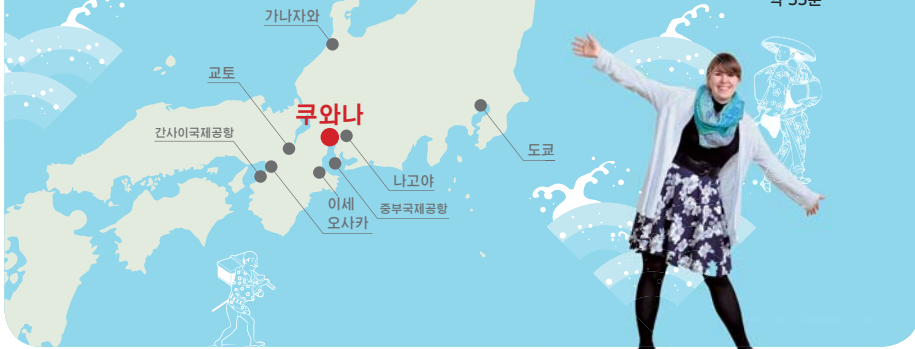 가나자와
교토
쿠와나
간사이국제공항
도쿄
나고야
이세
중부국제공항
오사카